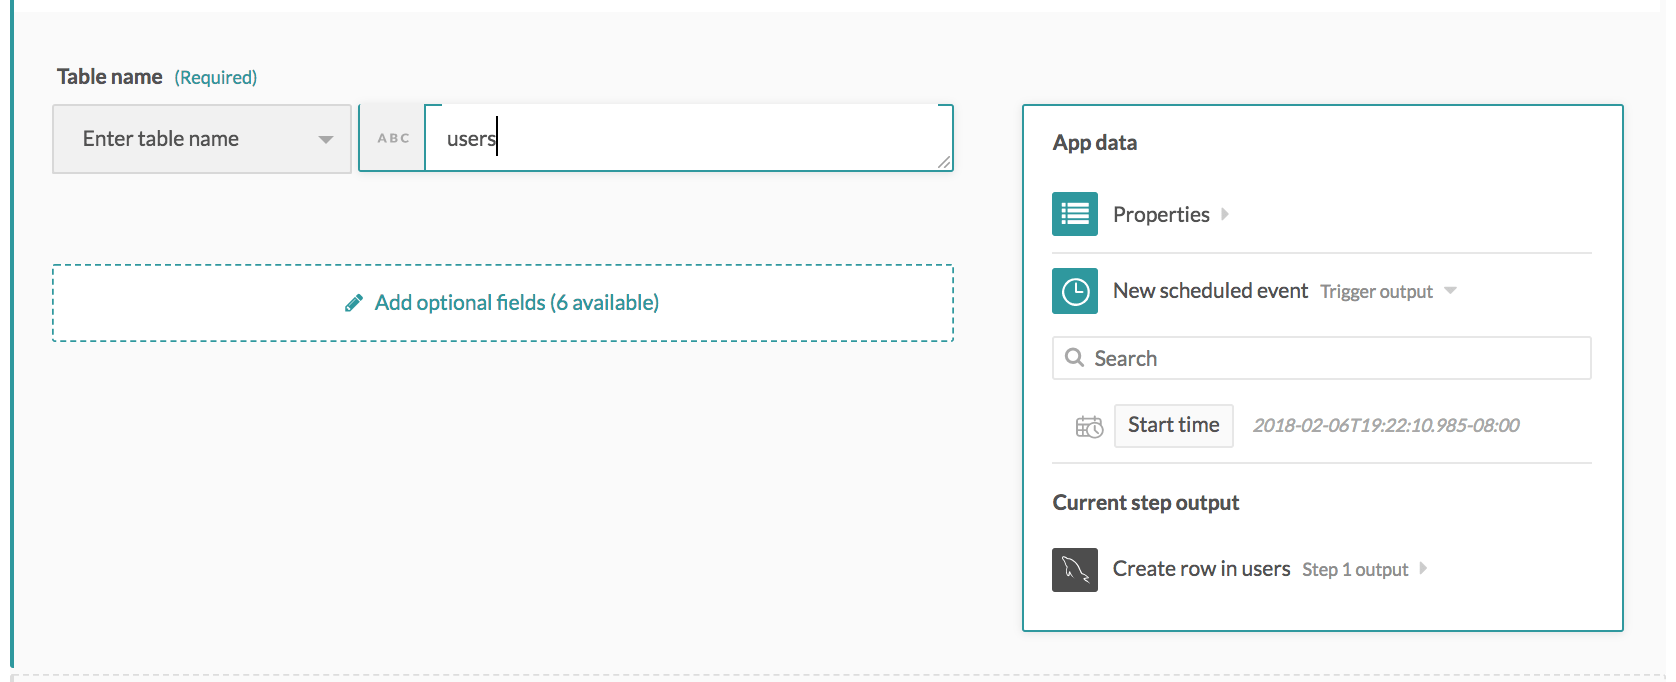 Table name (Required)
Enter table name
ABC
users
Add optional fields (6 available)
App data
Properties
New scheduled event Trigger output
Search
Start time 2018-02-06T19:22:10.985-08:00
Current step output
Create row in users Step 1 output